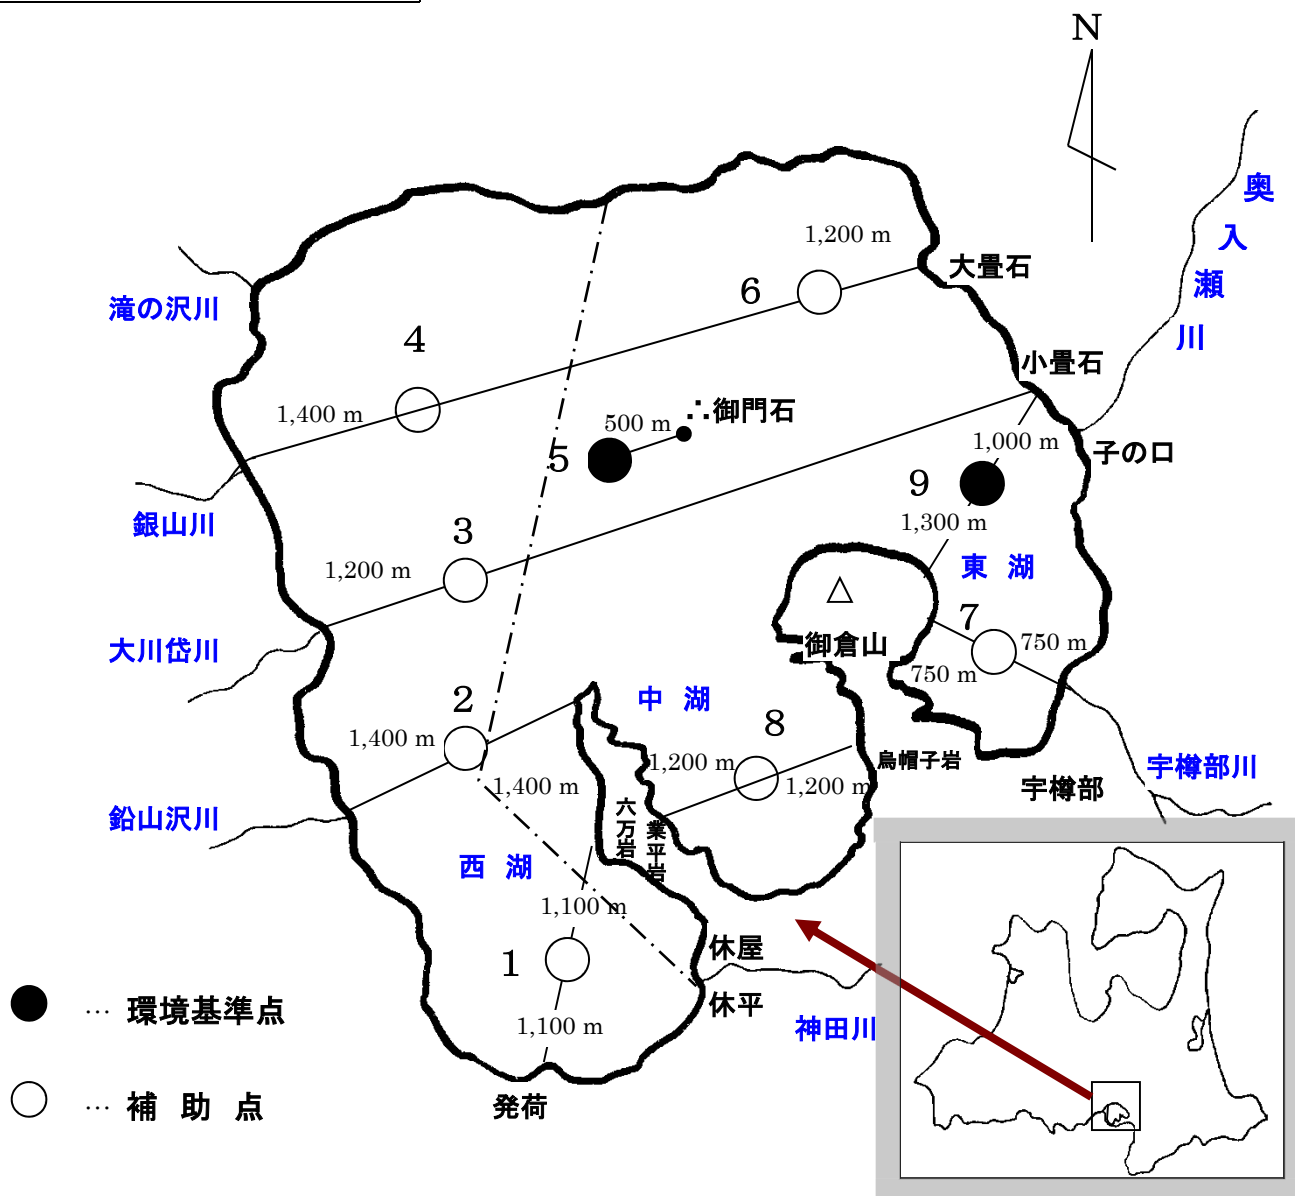 N
奥
入
瀬
川
1,200 m
大畳石
6
滝の沢川
4
小畳石
1,400 m
∴御門石
500 m
5
1,000 m
子の口
9
銀山川
1,300 m
3
東 湖
1,200 m
7
御倉山
750 m
大川岱川
750 m
2
中 湖
8
1,400 m
1,200 m
烏帽子岩
宇樽部川
1,400 m
1,200 m
宇樽部
六万岩
業平岩
鉛山沢川
西 湖
1,100 m
休屋
1
休平
… 環境基準点
1,100 m
神田川
発荷
… 補 助 点